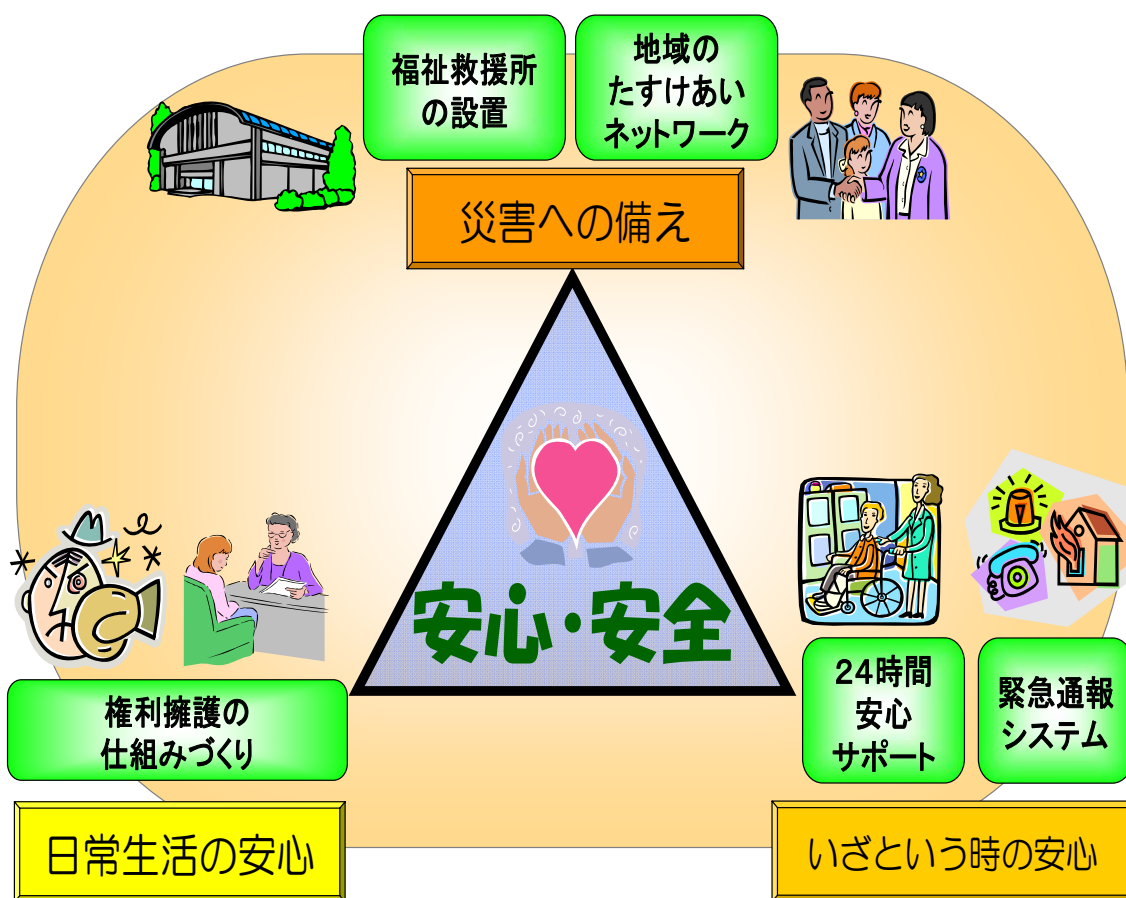 福祉救援所
の設置
地域の
たすけあい
ネットワーク
災害への備え
安心・安全
権利擁護の
仕組みづくり
日常生活の安心
24時間
安心
サポート
緊急通報
システム
いざという時の安心